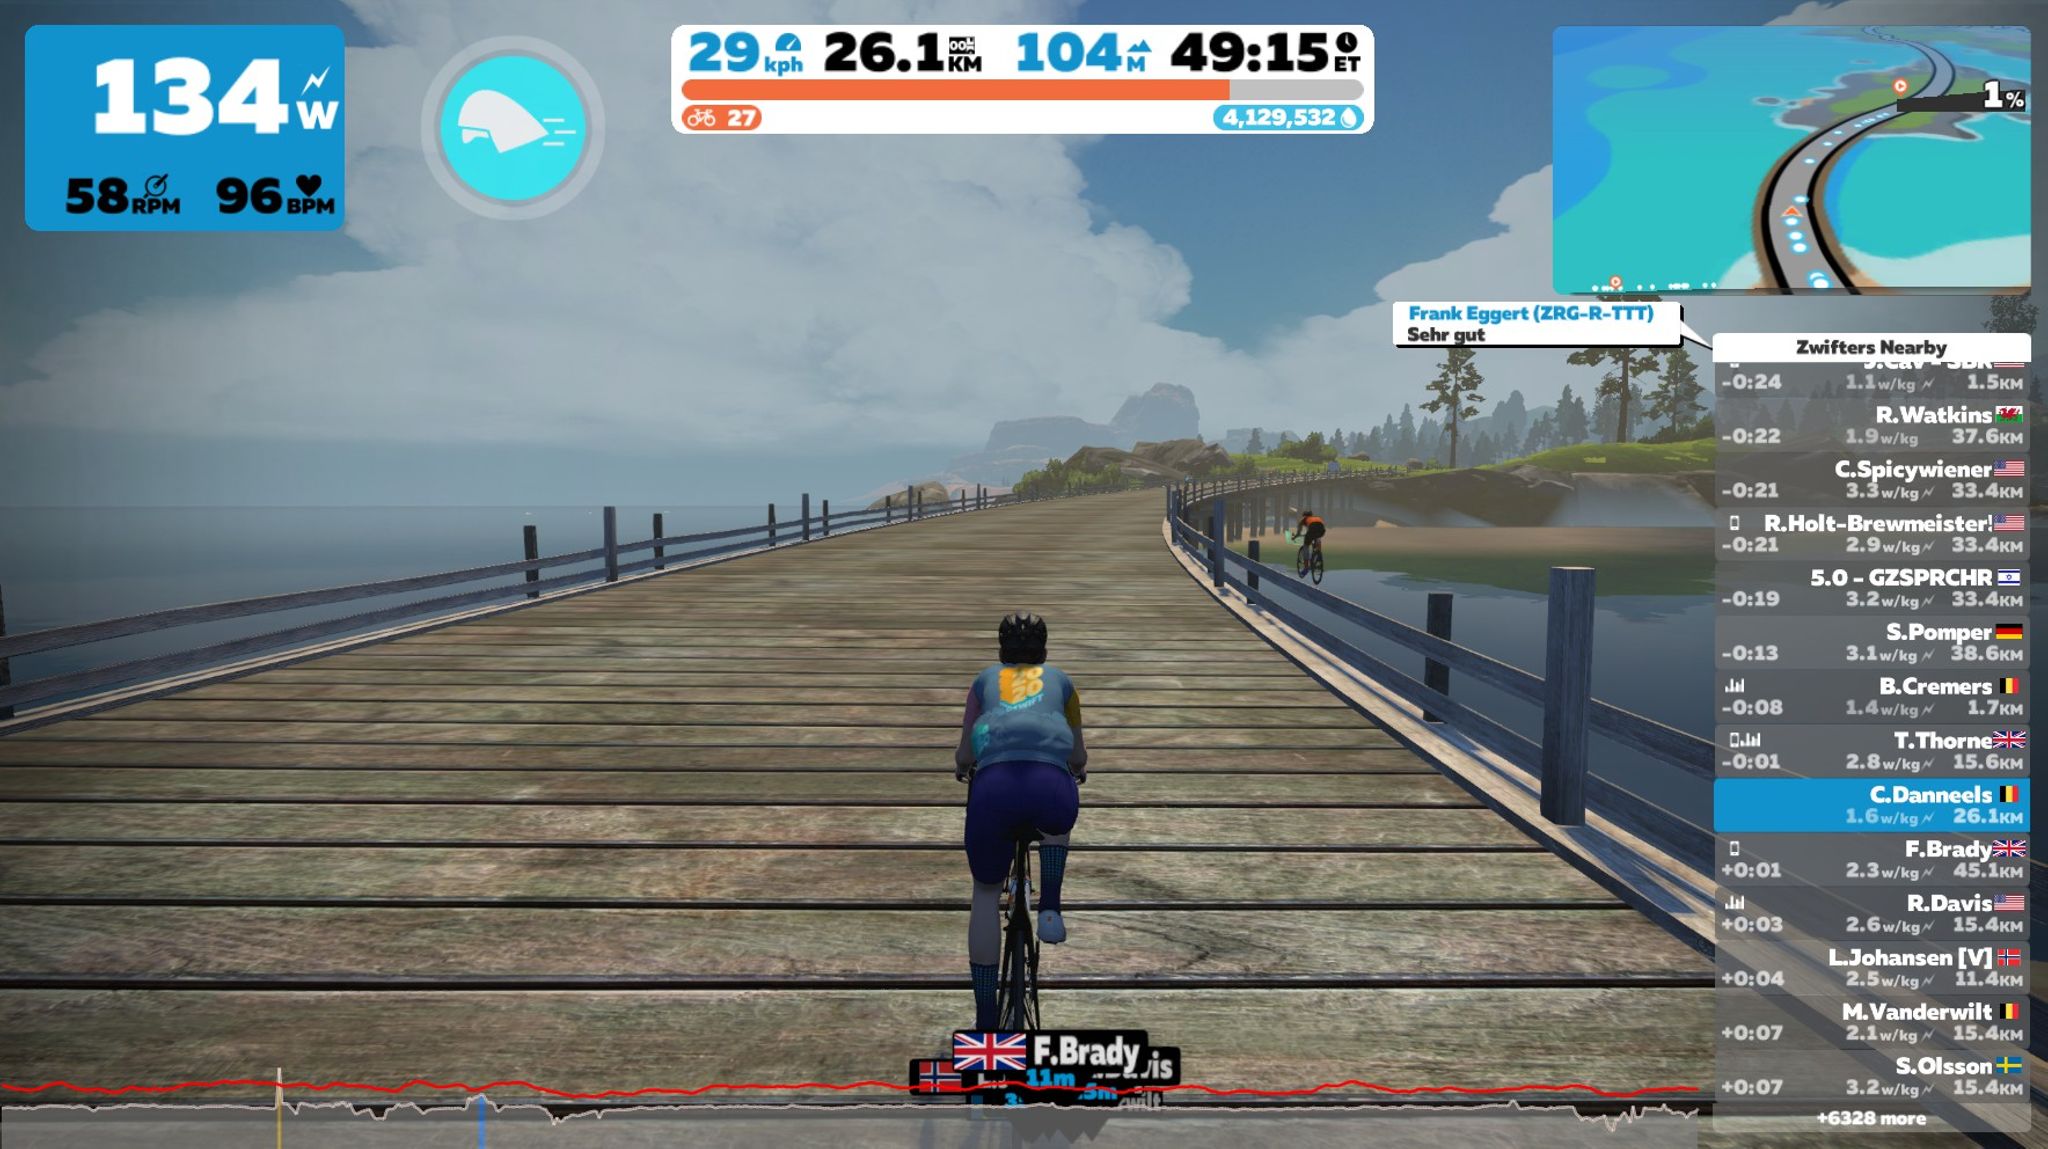 134 W
58 RPM 96 BPM
29 kph 26.1 KM 104 M 49:15 ET
27 4,129,532
1%
Frank Eggert (ZRG-R-TTT)
Sehr gut
Zwifters Nearby
J.Cav - SBR
-0:24 1.1 w/kg 1.5 KM
R.Watkins
-0:22 1.9 w/kg 37.6 KM
C.Spicywiener
-0:21 3.3 w/kg 33.4 KM
R.Holt-Brewmeister!
-0:21 2.9 w/kg 33.4 KM
5.0 - GZSPRCHR
-0:19 3.2 w/kg 33.4 KM
S.Pomper
-0:13 3.1 w/kg 38.6 KM
B.Cremers
-0:08 1.4 w/kg 1.7 KM
T.Thorne
-0:01 2.8 w/kg 15.6 KM
C.Danneels
1.6 w/kg 26.1 KM
F.Brady
+0:01 2.3 w/kg 45.1 KM
R.Davis
+0:03 2.6 w/kg 15.4 KM
L.Johansen [V]
+0:04 2.5 w/kg 11.4 KM
M.Vanderwilt
+0:07 2.1 w/kg 15.4 KM
S.Olsson
+0:07 3.2 w/kg 15.4 KM
+6328 more
2020
F.Brady
11m